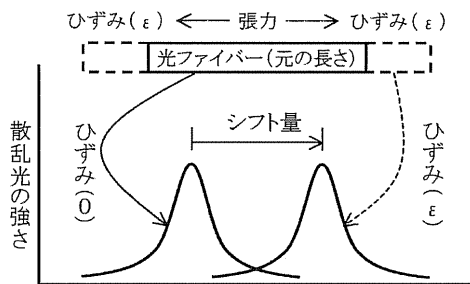 ひずみ(ε) ← 張力 → ひずみ(ε)
光ファイバー(元の長さ)
シフト量
散乱光の強さ
ひずみ(0)
ひずみ(ε)